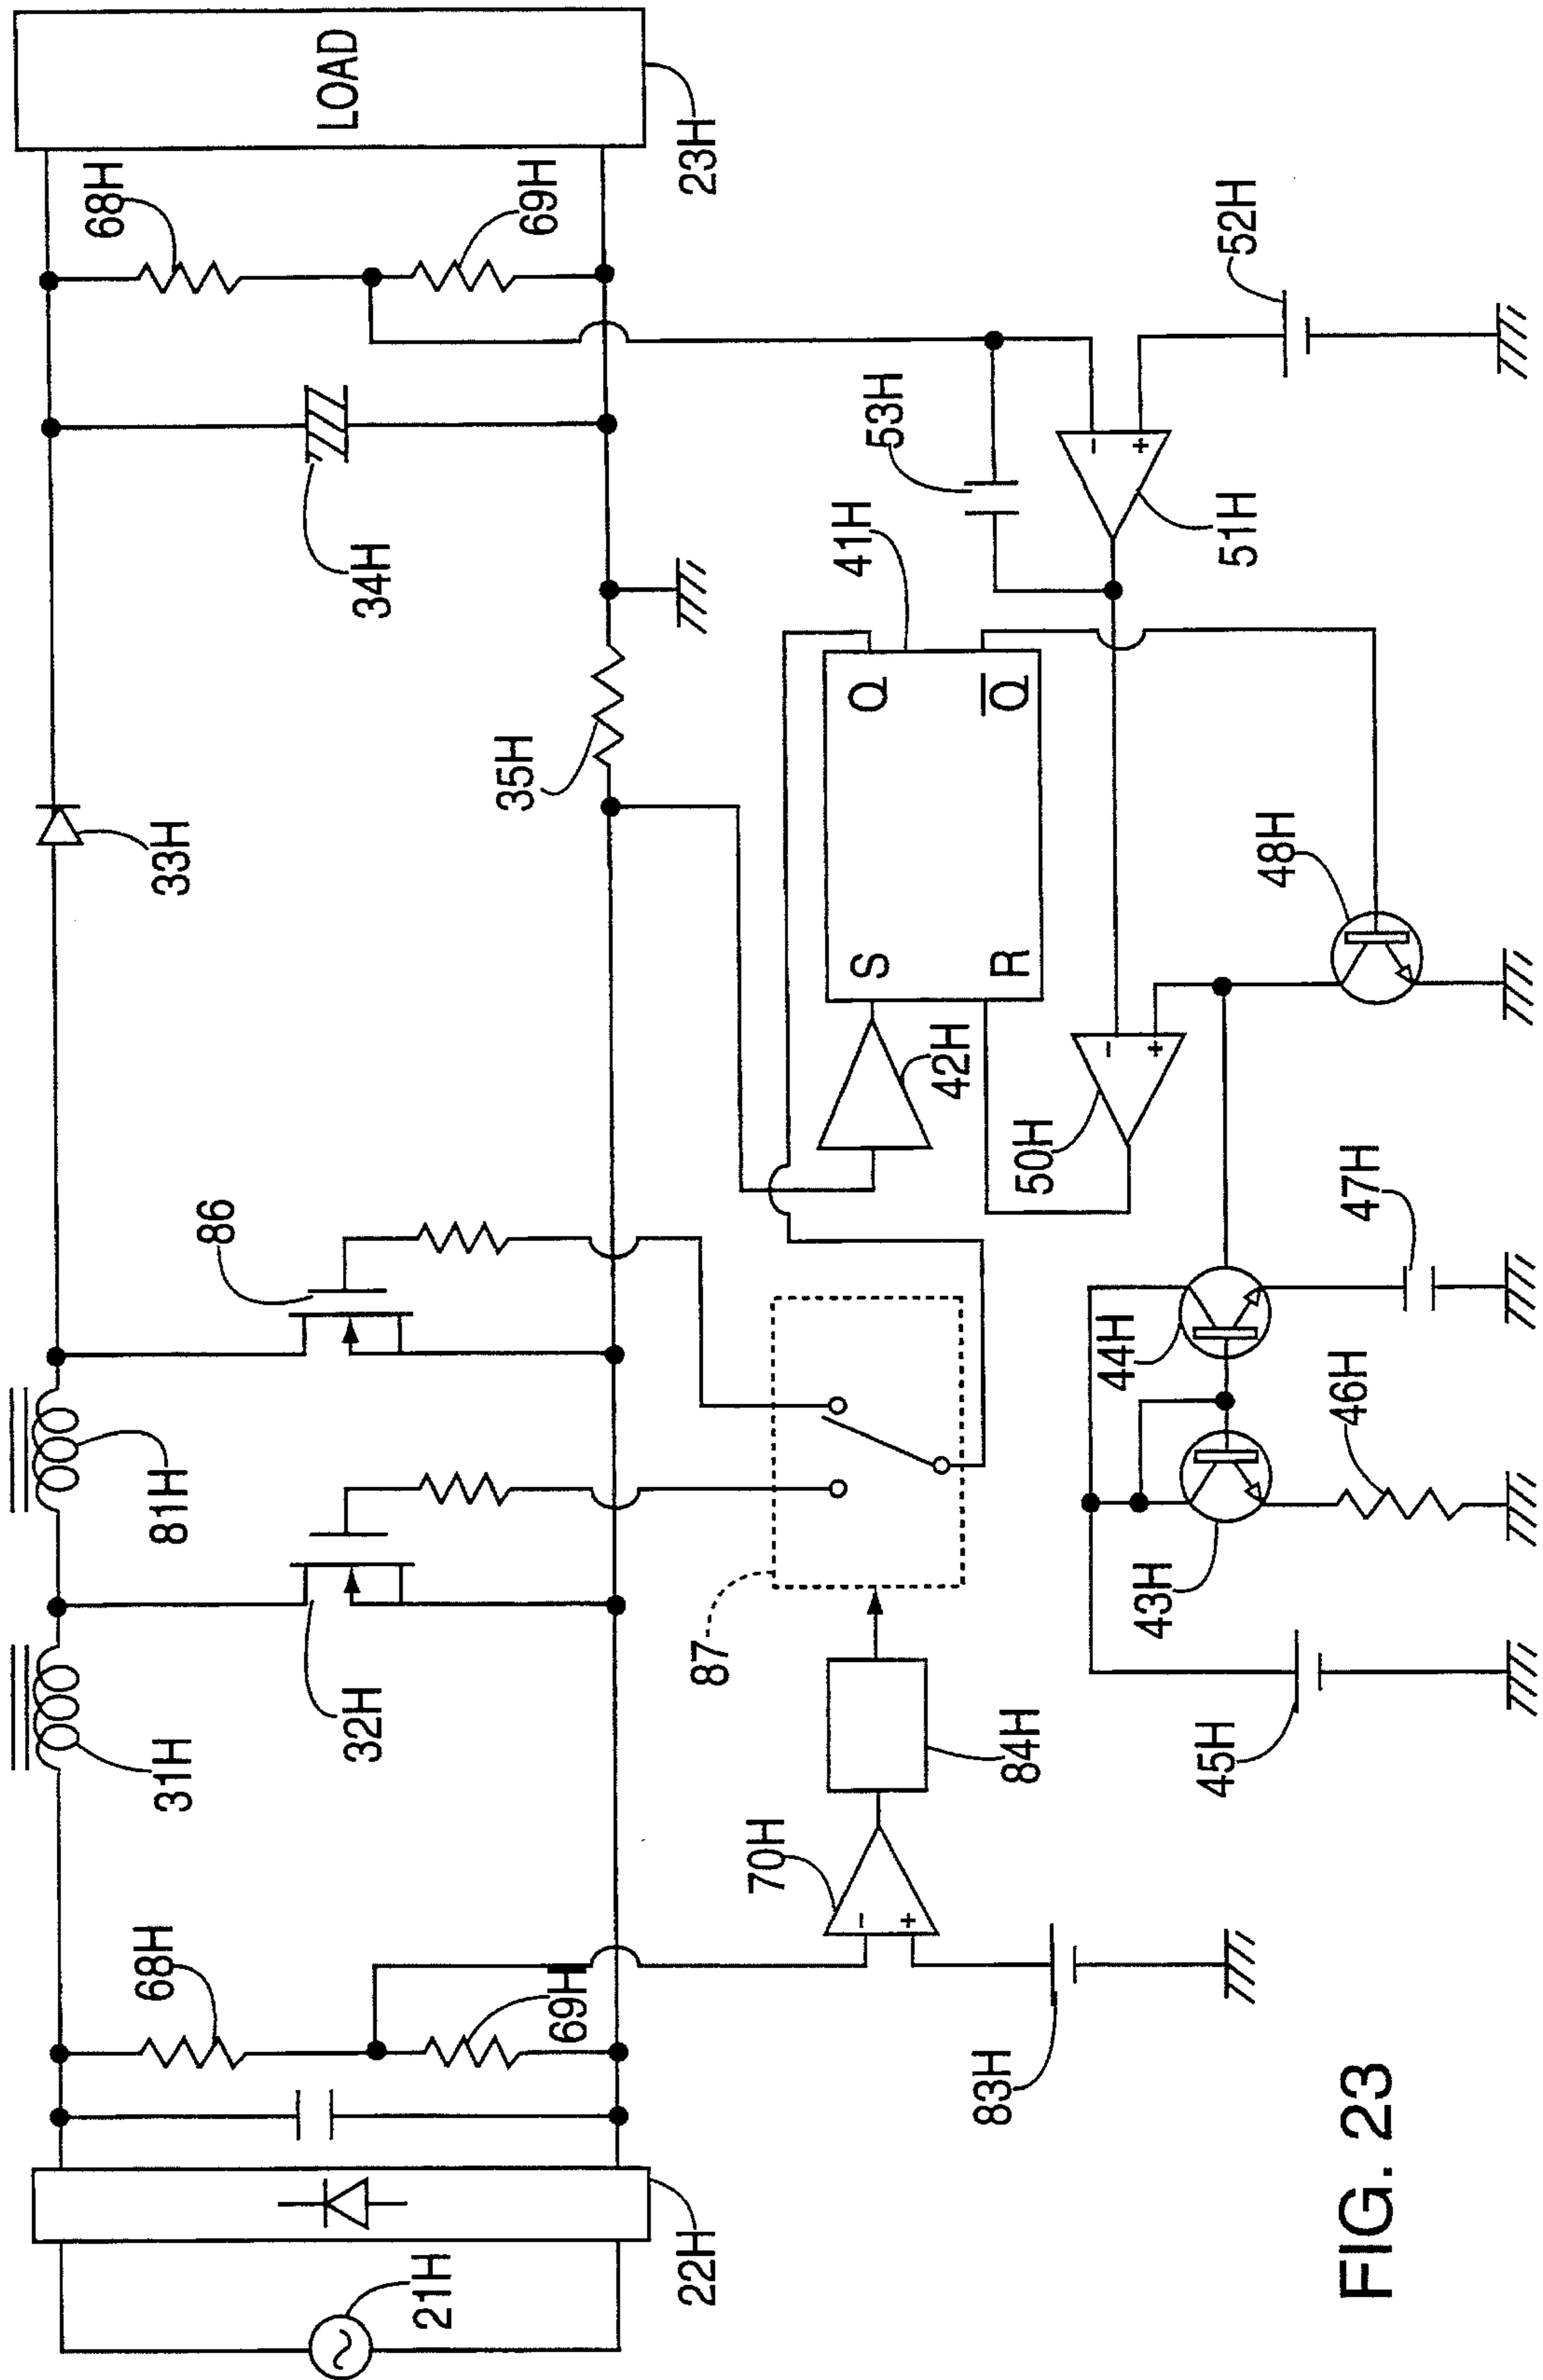 LOAD
68H
69H
23H
33H
34H
35H
86
81H
31H
32H
68H
69H
22H
21H
52H
53H
41H
51H
Q
Q̅
S
R
42H
50H
48H
47H
44H
46H
43H
45H
87
84H
70H
83H
- +
- +
- +
FIG. 23